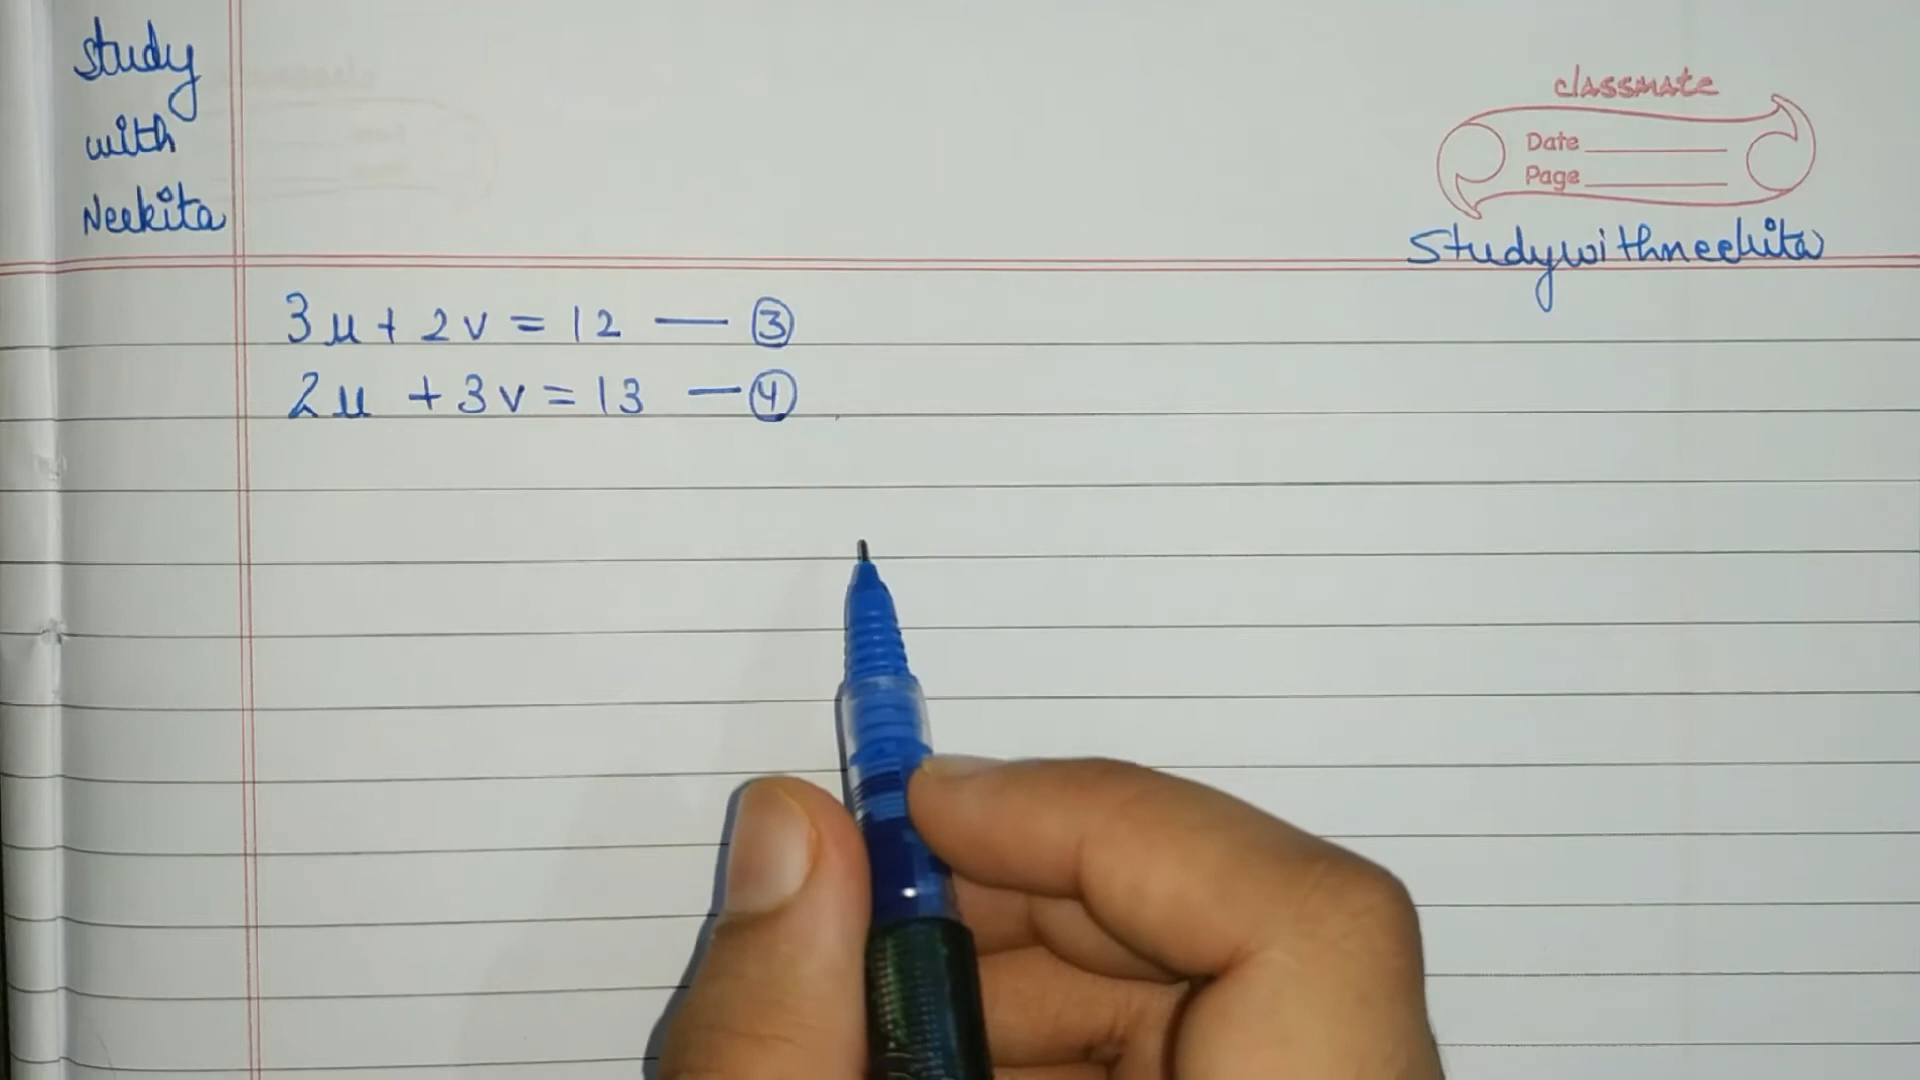 study
with
Neekita
classmate
Date
Page
Studywithneekita
3u + 2v = 12 — ③
2u + 3v = 13 — ④